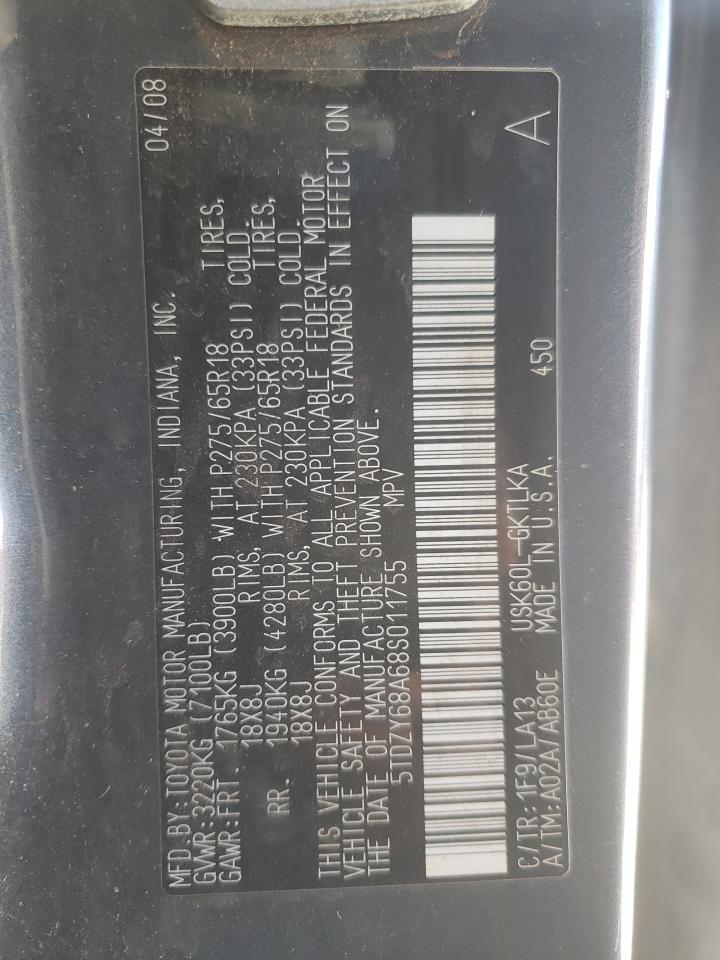 MFD.BY:TOYOTA MOTOR MANUFACTURING, INDIANA, INC. 04/08
GVWR:3220KG (7100LB)
GAWR:FRT. 1765KG (3900LB) WITH P275/65R18 TIRES,
18X8J RIMS, AT 230KPA (33PSI) COLD.
RR. 1940KG (4280LB) WITH P275/65R18 TIRES,
18X8J RIMS, AT 230KPA (33PSI) COLD.
THIS VEHICLE CONFORMS TO ALL APPLICABLE FEDERAL MOTOR
VEHICLE SAFETY AND THEFT PREVENTION STANDARDS IN EFFECT ON
THE DATE OF MANUFACTURE SHOWN ABOVE.
5TDZY68A68S011755 MPV
C/TR:1F9/LA13 USK60L-GKTLKA A
A/TM:A02A/AB60E MADE IN U.S.A. 450